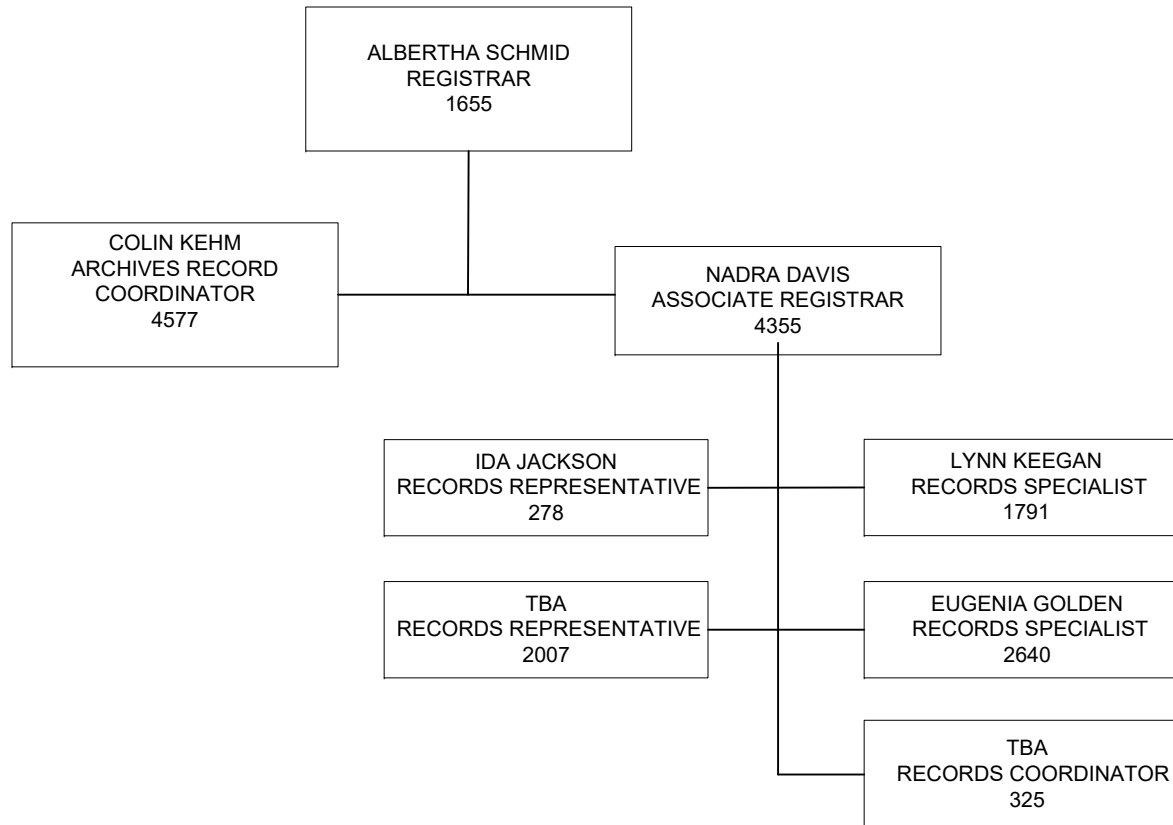 ALBERTHA SCHMID
REGISTRAR
1655
COLIN KEHM
ARCHIVES RECORD
COORDINATOR
4577
NADRA DAVIS
ASSOCIATE REGISTRAR
4355
IDA JACKSON
RECORDS REPRESENTATIVE
278
LYNN KEEGAN
RECORDS SPECIALIST
1791
TBA
RECORDS REPRESENTATIVE
2007
EUGENIA GOLDEN
RECORDS SPECIALIST
2640
TBA
RECORDS COORDINATOR
325